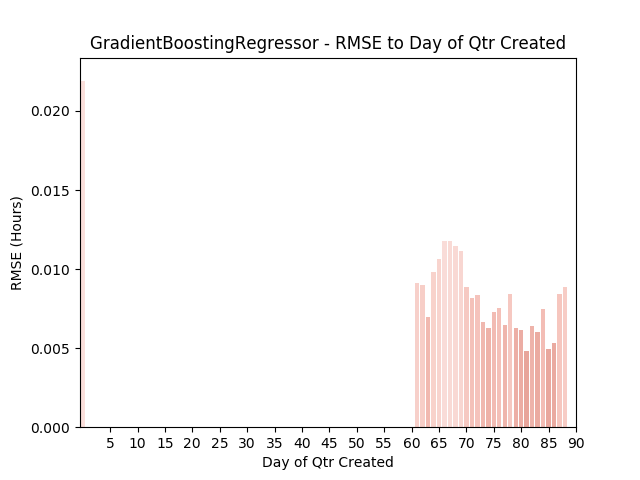 GradientBoostingRegressor - RMSE to Day of Qtr Created
RMSE (Hours)
0.020
0.015
0.010
0.005
0.000
5 10 15 20 25 30 35 40 45 50 55 60 65 70 75 80 85 90
Day of Qtr Created